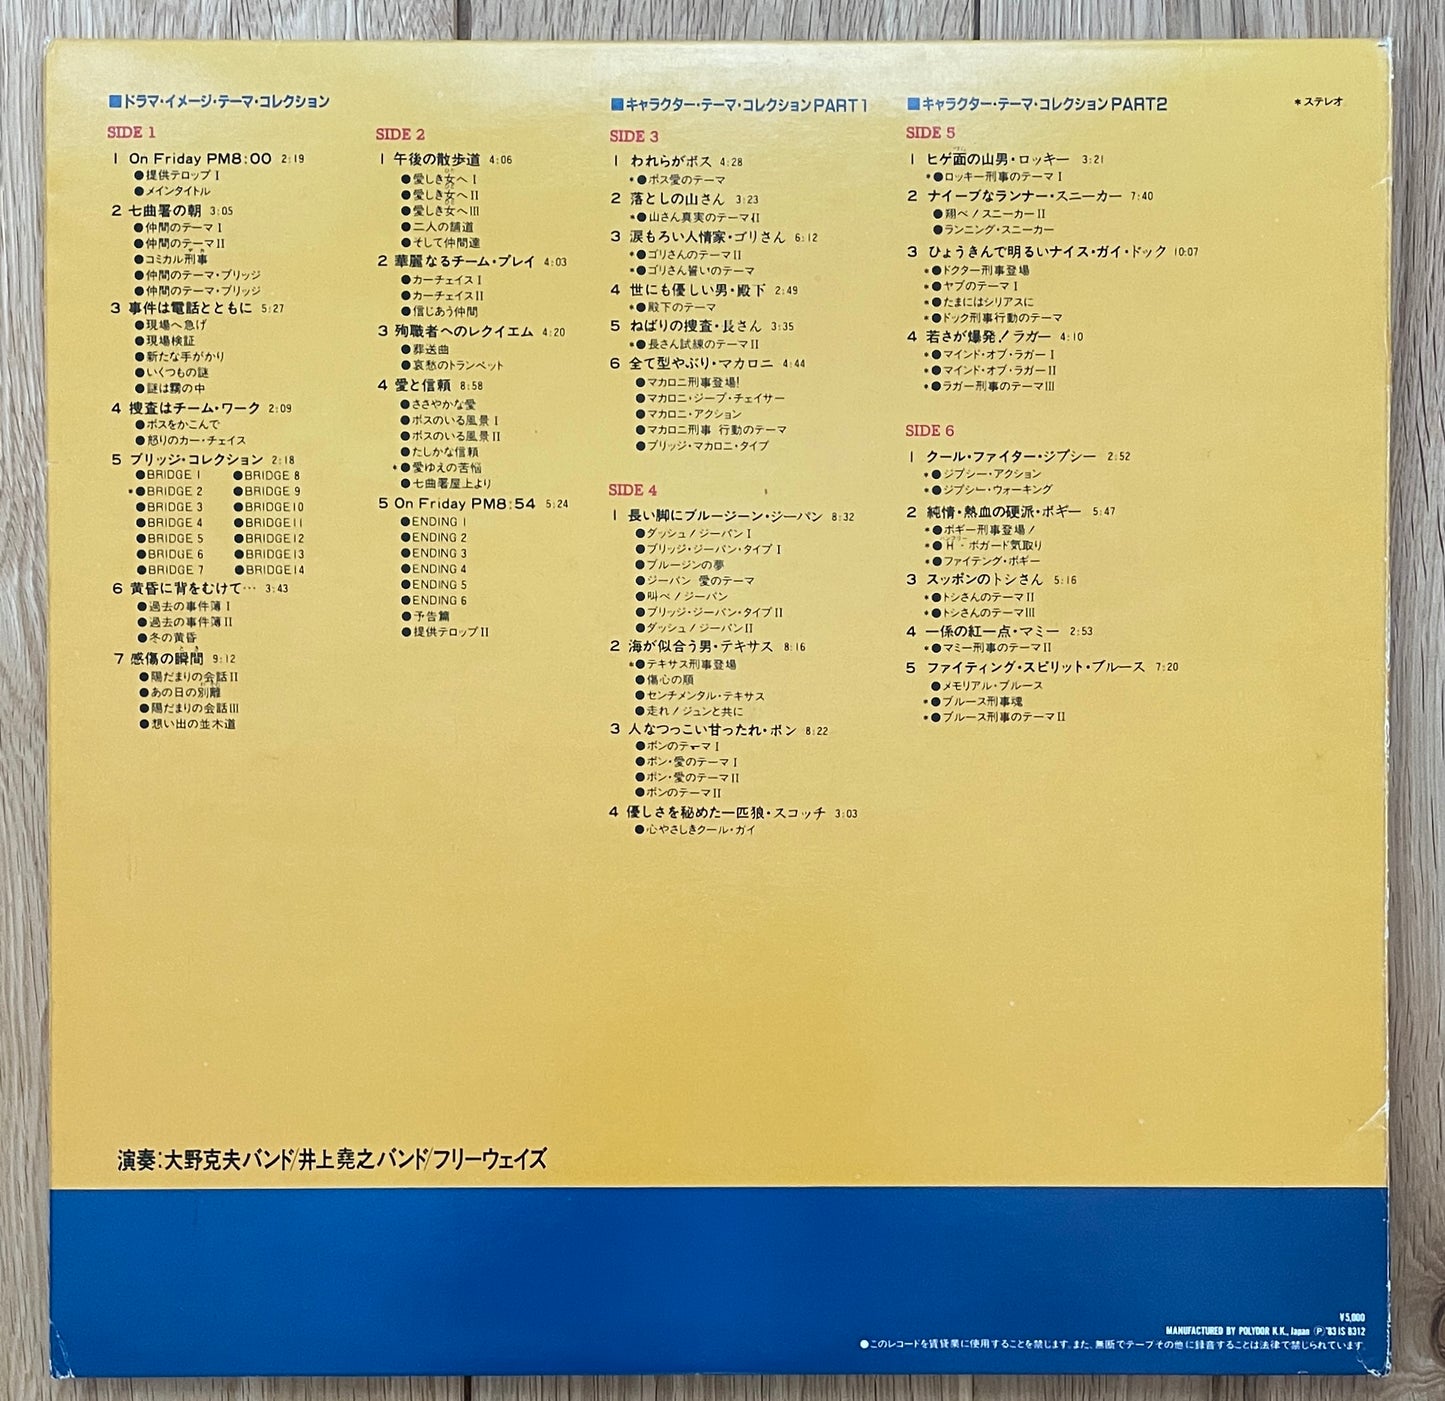 ■ドラマ・イメージ・テーマ・コレクション
SIDE 1
1 On Friday PM8:00 2:19
●提供テロップⅠ
●メインタイトル
2 七曲署の朝 3:05
●仲間のテーマⅠ
●仲間のテーマⅡ
●コミカル刑事
●仲間のテーマ・ブリッジ
●仲間のテーマ・ブリッジ
3 事件は電話とともに 5:27
●現場へ急げ
●現場検証
●新たな手がかり
●いくつもの謎
●謎は霧の中
4 捜査はチーム・ワーク 2:09
●ボスをかこんで
●怒りのカー・チェイス
5 ブリッジ・コレクション 2:18
●BRIDGE 1 ●BRIDGE 8
*●BRIDGE 2 ●BRIDGE 9
●BRIDGE 3 ●BRIDGE10
●BRIDGE 4 ●BRIDGE11
●BRIDGE 5 ●BRIDGE12
●BRIDGE 6 ●BRIDGE13
●BRIDGE 7 ●BRIDGE14
6 黄昏に背をむけて… 3:43
●過去の事件簿Ⅰ
●過去の事件簿Ⅱ
●冬の黄昏
7 感傷の瞬間 9:12
●陽だまりの会話Ⅱ
●あの日の別離
●陽だまりの会話Ⅲ
●想い出の並木道
SIDE 2
1 午後の散歩道 4:06
●愛しき女へⅠ
●愛しき女へⅡ
●愛しき女へⅢ
●二人の舗道
●そして仲間達
2 華麗なるチーム・プレイ 4:03
●カーチェイスⅠ
●カーチェイスⅡ
●信じあう仲間
3 殉職者へのレクイエム 4:20
●葬送曲
●哀愁のトランペット
4 愛と信頼 8:58
●ささやかな愛
●ボスのいる風景Ⅰ
●ボスのいる風景Ⅱ
●たしかな信頼
*●愛ゆえの苦悩
●七曲署屋上より
5 On Friday PM8:54 5:24
●ENDING 1
●ENDING 2
●ENDING 3
●ENDING 4
●ENDING 5
●ENDING 6
●予告篇
●提供テロップⅡ
■キャラクター・テーマ・コレクションPART1
SIDE 3
1 われらがボス 4:28
*●ボス愛のテーマ
2 落としの山さん 3:23
*●山さん真実のテーマⅡ
3 涙もろい人情家・ゴリさん 6:12
*●ゴリさんのテーマⅡ
*●ゴリさん誓いのテーマ
4 世にも優しい男・殿下 2:49
*●殿下のテーマ
5 ねばりの捜査・長さん 3:35
*●長さん試練のテーマⅡ
6 全て型やぶり・マカロニ 4:44
●マカロニ刑事登場!
●マカロニ・ジープ・チェイサー
●マカロニ・アクション
●マカロニ刑事 行動のテーマ
●ブリッジ・マカロニ・タイプ
SIDE 4
1 長い脚にブルージーン・ジーパン 8:32
●ダッシュ!ジーパンⅠ
●ブリッジ・ジーパン・タイプⅠ
●ブルージンの夢
●ジーパン 愛のテーマ
●叫べ!ジーパン
●ブリッジ・ジーパン・タイプⅡ
●ダッシュ!ジーパンⅡ
2 海が似合う男・テキサス 8:16
*●テキサス刑事登場
●傷心の順
●センチメンタル・テキサス
●走れ!ジュンと共に
3 人なつっこい甘ったれ・ボン 8:22
●ボンのテーマⅠ
●ボン・愛のテーマⅠ
●ボン・愛のテーマⅡ
●ボンのテーマⅡ
4 優しさを秘めた一匹狼・スコッチ 3:03
●心やさしきクール・ガイ
■キャラクター・テーマ・コレクションPART2
*ステレオ
SIDE 5
1 ヒゲ面の山男・ロッキー 3:21
*●ロッキー刑事のテーマⅠ
2 ナイーブなランナー・スニーカー 7:40
●翔べ!スニーカーⅡ
●ランニング・スニーカー
3 ひょうきんで明るいナイス・ガイ・ドック 10:07
*●ドクター刑事登場
*●ヤブのテーマⅠ
*●たまにはシリアスに
*●ドック刑事行動のテーマ
4 若さが爆発!ラガー 4:10
*●マインド・オブ・ラガーⅠ
*●マインド・オブ・ラガーⅡ
*●ラガー刑事のテーマⅢ
SIDE 6
1 クール・ファイター・ジプシー 2:52
*●ジプシー・アクション
*●ジプシー・ウォーキング
2 純情・熱血の硬派・ボギー 5:47
*●ボギー刑事登場!
*●H・ボガード気取り
*●ファイテング・ボギー
3 スッポンのトシさん 5:16
*●トシさんのテーマⅡ
*●トシさんのテーマⅢ
4 一係の紅一点・マミー 2:53
*●マミー刑事のテーマⅡ
5 ファイティング・スピリット・ブルース 7:20
●メモリアル・ブルース
*●ブルース刑事魂
*●ブルース刑事のテーマⅡ
演奏:大野克夫バンド/井上堯之バンド/フリーウェイズ
¥5,000
MANUFACTURED BY POLYDOR K.K., Japan Ⓟ'83 IS 8312
●このレコードを賃貸業に使用することを禁じます。また、無断でテープその他に録音することは法律で禁じられています。